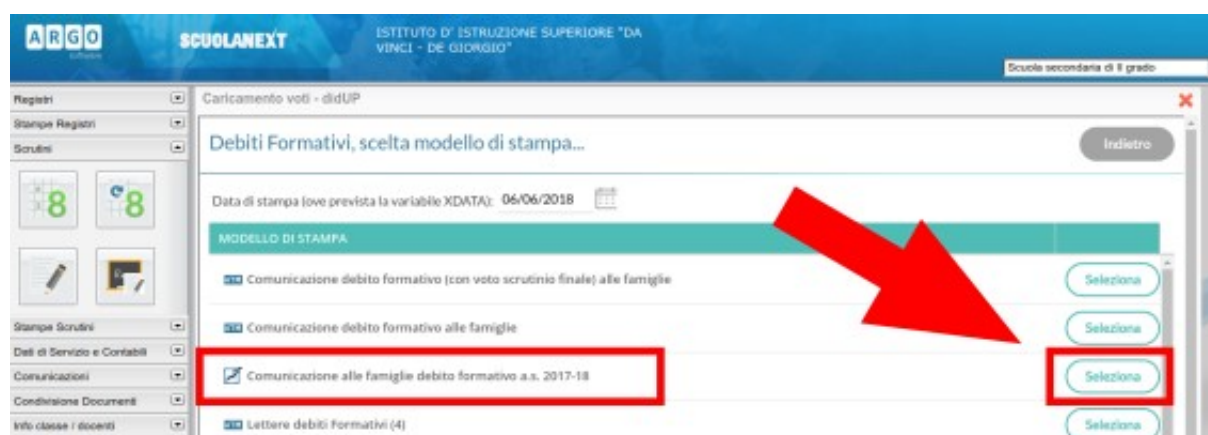 ARGO
software
SCUOLANEXT
ISTITUTO D' ISTRUZIONE SUPERIORE "DA
VINCI - DE GIORGIO"
Scuola secondaria di II grado
Registri
Stampe Registri
Scrutini
8
8
Stampe Scrutini
Dati di Servizio e Contabili
Comunicazioni
Condivisione Documenti
Info classe / docenti
Caricamento voti - didUP
Debiti Formativi, scelta modello di stampa...
Indietro
Data di stampa (ove prevista la variabile XDATA): 06/06/2018
MODELLO DI STAMPA
Comunicazione debito formativo (con voto scrutinio finale) alle famiglie
Seleziona
Comunicazione debito formativo alle famiglie
Seleziona
Comunicazione alle famiglie debito formativo a.s. 2017-18
Seleziona
Lettere debiti Formativi (4)
Seleziona